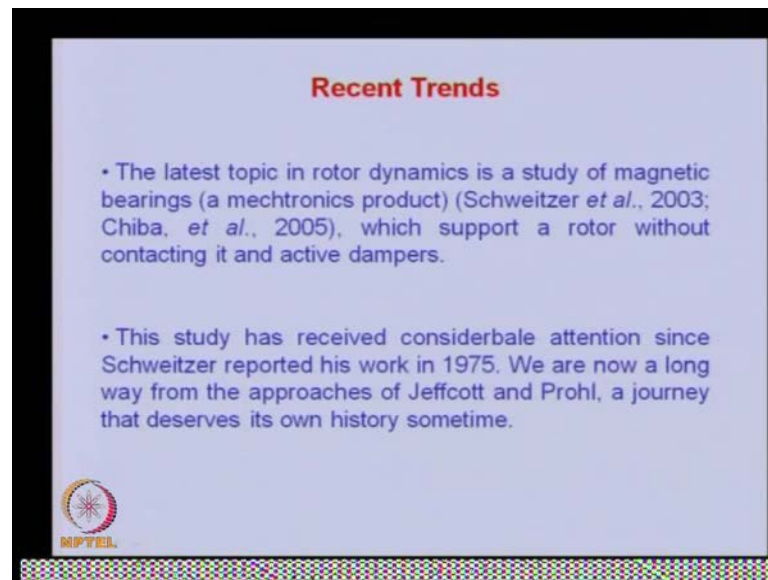 Recent Trends
• The latest topic in rotor dynamics is a study of magnetic
bearings (a mechtronics product) (Schweitzer et al., 2003;
Chiba, et al., 2005), which support a rotor without
contacting it and active dampers.
• This study has received considerbale attention since
Schweitzer reported his work in 1975. We are now a long
way from the approaches of Jeffcott and Prohl, a journey
that deserves its own history sometime.
NPTEL